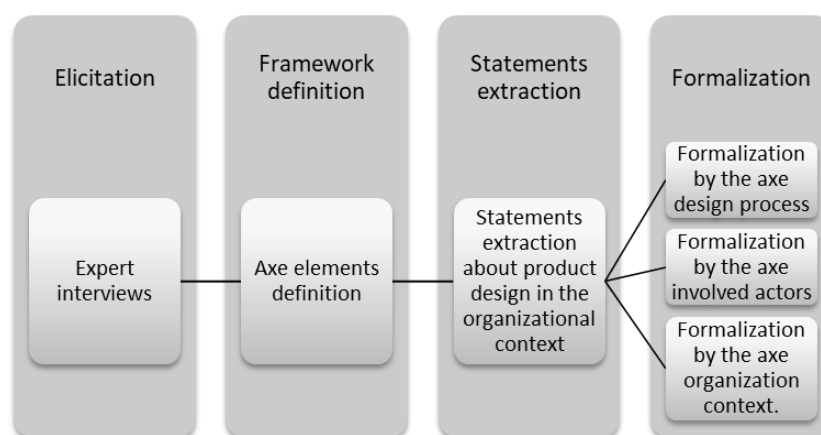 Elicitation
Framework
definition
Statements
extraction
Formalization
Expert
interviews
Axe elements
definition
Statements
extraction
about product
design in the
organizational
context
Formalization
by the axe
design process
Formalization
by the axe
involved actors
Formalization
by the axe
organization
context.